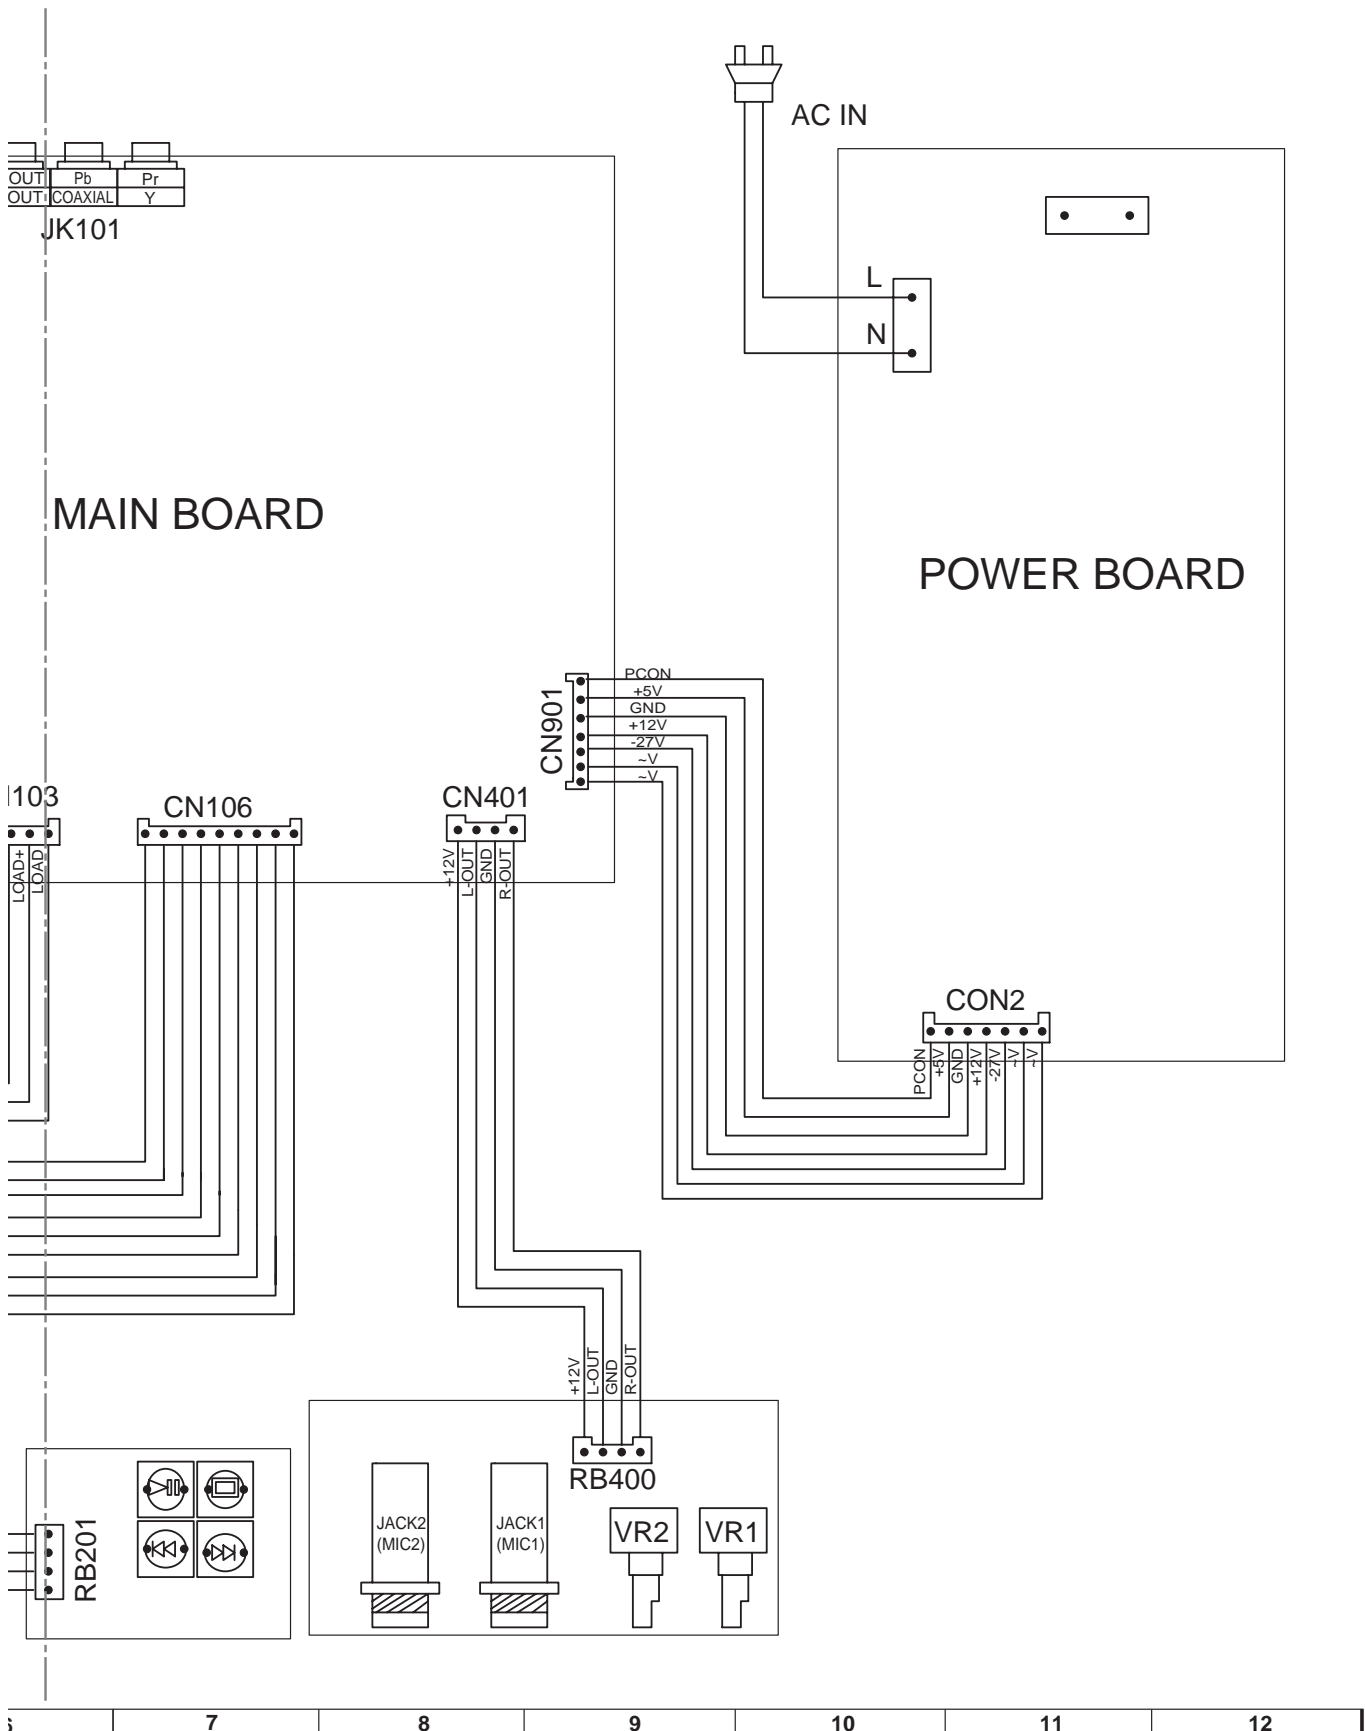 AC IN
OUT Pb Pr
OUT COAXIAL Y
JK101
L
N
MAIN BOARD
POWER BOARD
PCON
+5V
GND
+12V
-27V
~V
~V
CN901
103
CN106
CN401
LOAD+
LOAD
+12V
L-OUT
GND
R-OUT
CON2
PCON
+5V
GND
+12V
-27V
~V
~V
+12V
L-OUT
GND
R-OUT
RB400
RB201
JACK2
(MIC2)
JACK1
(MIC1)
VR2
VR1
7 8 9 10 11 12